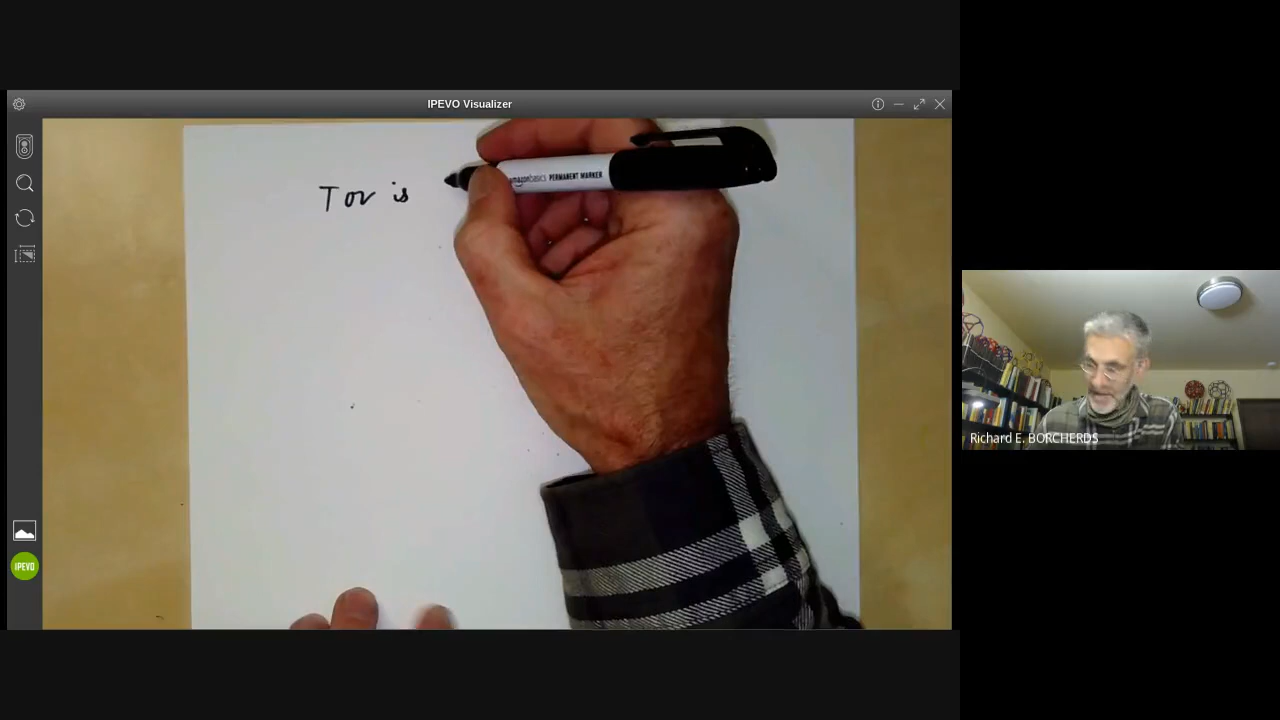 IPEVO Visualizer
Tor is
amazonbasics PERMANENT MARKER
IPEVO
Richard E. BORCHERDS